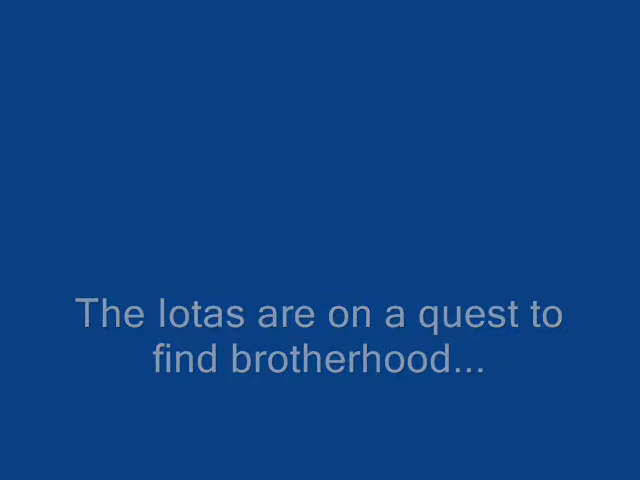 The Iotas are on a quest to
find brotherhood...